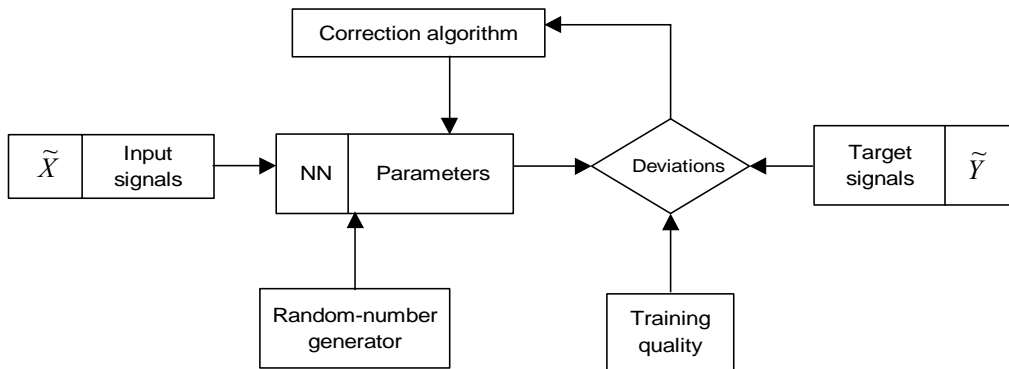 Correction algorithm
X̃
Input
signals
NN
Parameters
Deviations
Target
signals
Ỹ
Random-number
generator
Training
quality